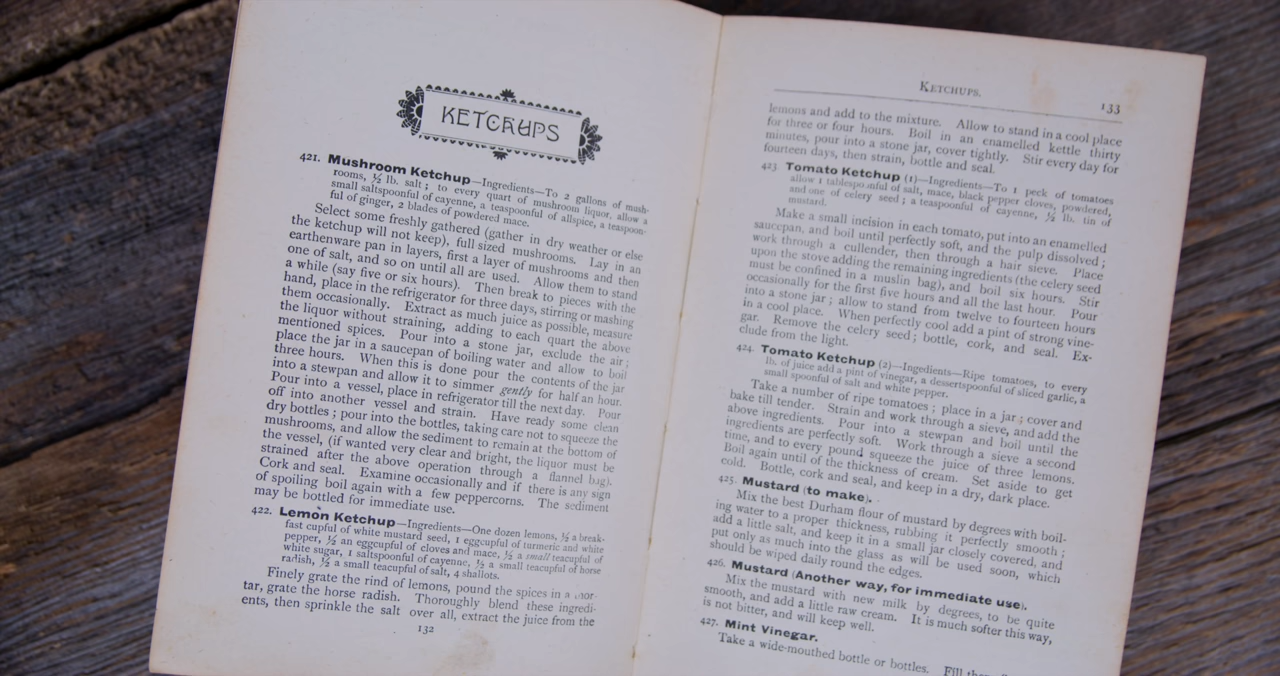 KETCHUPS
421. Mushroom Ketchup—Ingredients—To 2 gallons of mush-
rooms, ½ lb. salt; to every quart of mushroom liquor, allow a
small saltspoonful of cayenne, a teaspoonful of allspice, a teaspoon-
ful of ginger, 2 blades of powdered mace.
Select some freshly gathered (gather in dry weather or else
the ketchup will not keep), full sized mushrooms. Lay in an
earthenware pan in layers, first a layer of mushrooms and then
one of salt, and so on until all are used. Allow them to stand
a while (say five or six hours). Then break to pieces with the
hand, place in the refrigerator for three days, stirring or mashing
them occasionally. Extract as much juice as possible, measure
the liquor without straining, adding to each quart the above
mentioned spices. Pour into a stone jar, exclude the air;
place the jar in a saucepan of boiling water and allow to boil
three hours. When this is done pour the contents of the jar
into a stewpan and allow it to simmer gently for half an hour.
Pour into a vessel, place in refrigerator till the next day. Pour
off into another vessel and strain. Have ready some clean
dry bottles; pour into the bottles, taking care not to squeeze the
mushrooms, and allow the sediment to remain at the bottom of
the vessel, (if wanted very clear and bright, the liquor must be
strained after the above operation through a flannel bag).
Cork and seal. Examine occasionally and if there is any sign
of spoiling boil again with a few peppercorns. The sediment
may be bottled for immediate use.
422. Lemon Ketchup—Ingredients—One dozen lemons, ½ a break-
fast cupful of white mustard seed, 1 eggcupful of turmeric and white
pepper, ½ an eggcupful of cloves and mace, ½ a small teacupful of
white sugar, 1 saltspoonful of cayenne, ½ a small teacupful of horse
radish, ½ a small teacupful of salt, 4 shallots.
Finely grate the rind of lemons, pound the spices in a mor-
tar, grate the horse radish. Thoroughly blend these ingredi-
ents, then sprinkle the salt over all, extract the juice from the
132
KETCHUPS.
133
lemons and add to the mixture. Allow to stand in a cool place
for three or four hours. Boil in an enamelled kettle thirty
minutes, pour into a stone jar, cover tightly. Stir every day for
fourteen days, then strain, bottle and seal.
423. Tomato Ketchup (1)—Ingredients—To 1 peck of tomatoes
allow 1 tablespoonful of salt, mace, black pepper cloves, powdered,
and one of celery seed; a teaspoonful of cayenne, ½ lb. tin of
mustard.
Make a small incision in each tomato, put into an enamelled
saucepan, and boil until perfectly soft, and the pulp dissolved;
work through a cullender, then through a hair sieve. Place
upon the stove adding the remaining ingredients (the celery seed
must be confined in a muslin bag), and boil six hours. Stir
occasionally for the first five hours and all the last hour. Pour
into a stone jar; allow to stand from twelve to fourteen hours
in a cool place. When perfectly cool add a pint of strong vine-
gar. Remove the celery seed; bottle, cork, and seal. Ex-
clude from the light.
424. Tomato Ketchup (2)—Ingredients—Ripe tomatoes, to every
lb. of juice add a pint of vinegar, a dessertspoonful of sliced garlic, a
small spoonful of salt and white pepper.
Take a number of ripe tomatoes; place in a jar; cover and
bake till tender. Strain and work through a sieve, and add the
above ingredients. Pour into a stewpan and boil until the
ingredients are perfectly soft. Work through a sieve a second
time, and to every pound squeeze the juice of three lemons.
Boil again until of the thickness of cream. Set aside to get
cold. Bottle, cork and seal, and keep in a dry, dark place.
425. Mustard (to make).
Mix the best Durham flour of mustard by degrees with boil-
ing water to a proper thickness, rubbing it perfectly smooth;
add a little salt, and keep it in a small jar closely covered, and
put only as much into the glass as will be used soon, which
should be wiped daily round the edges.
426. Mustard (Another way, for immediate use).
Mix the mustard with new milk by degrees, to be quite
smooth, and add a little raw cream. It is much softer this way,
is not bitter, and will keep well.
427. Mint Vinegar.
Take a wide-mouthed bottle or bottles. Fill